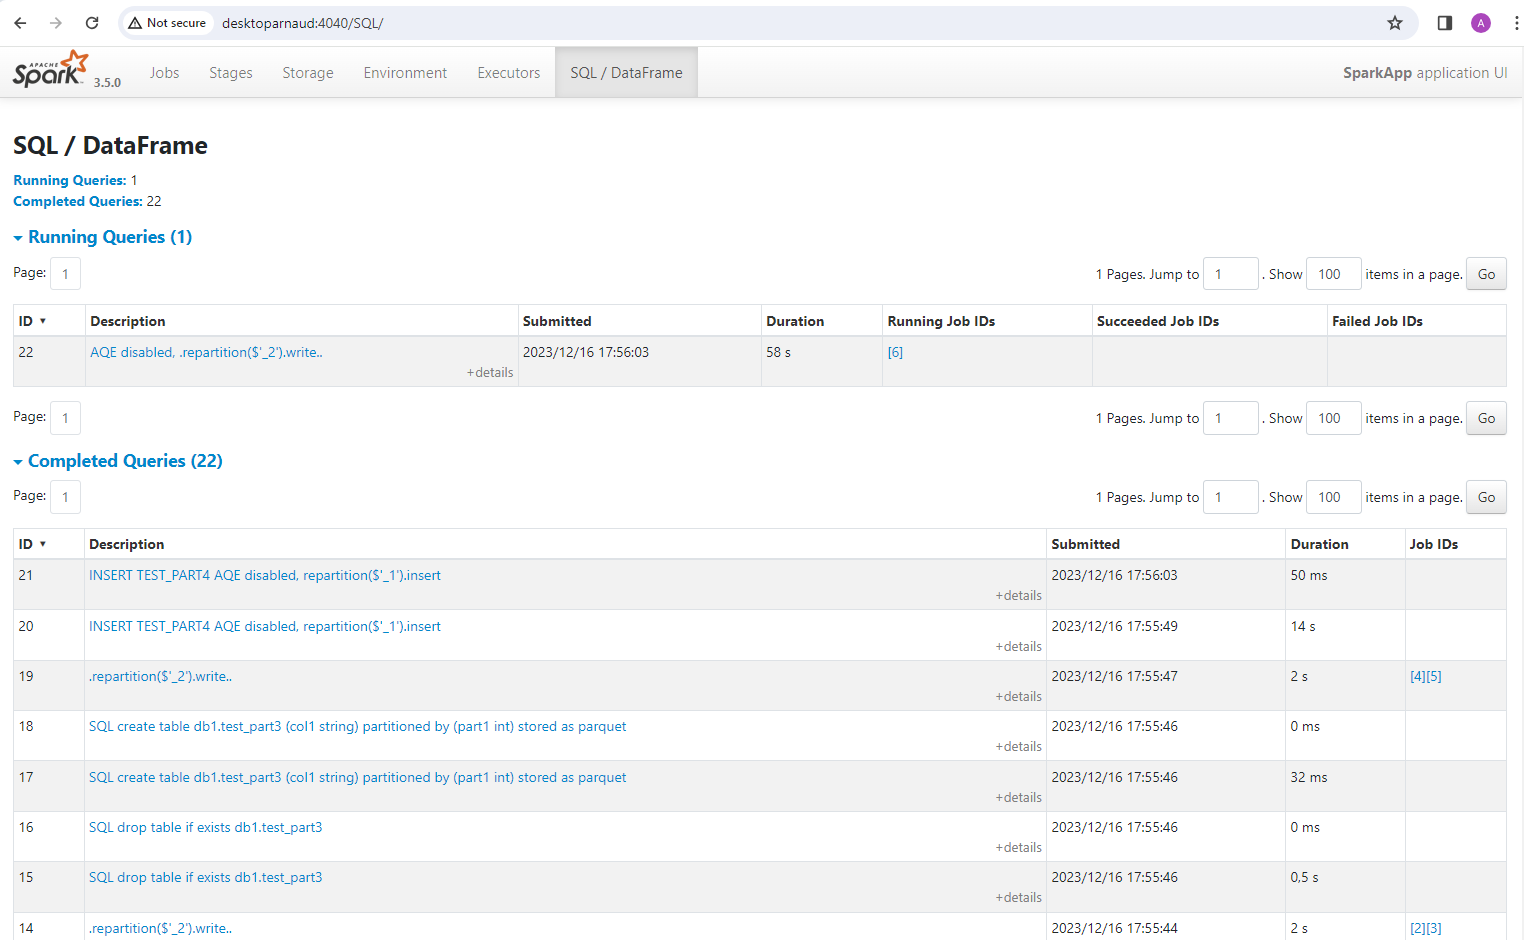 Not secure desktoparnaud:4040/SQL/ A
APACHE Spark 3.5.0 Jobs Stages Storage Environment Executors SQL / DataFrame SparkApp application UI
SQL / DataFrame
Running Queries: 1
Completed Queries: 22
Running Queries (1)
Page: 1 1 Pages. Jump to 1 . Show 100 items in a page. Go
ID ▼ Description Submitted Duration Running Job IDs Succeeded Job IDs Failed Job IDs
22 AQE disabled, .repartition($'_2').write.. 2023/12/16 17:56:03 58 s [6]
+details
Page: 1 1 Pages. Jump to 1 . Show 100 items in a page. Go
Completed Queries (22)
Page: 1 1 Pages. Jump to 1 . Show 100 items in a page. Go
ID ▼ Description Submitted Duration Job IDs
21 INSERT TEST_PART4 AQE disabled, repartition($'_1').insert 2023/12/16 17:56:03 50 ms
+details
20 INSERT TEST_PART4 AQE disabled, repartition($'_1').insert 2023/12/16 17:55:49 14 s
+details
19 .repartition($'_2').write.. 2023/12/16 17:55:47 2 s [4][5]
+details
18 SQL create table db1.test_part3 (col1 string) partitioned by (part1 int) stored as parquet 2023/12/16 17:55:46 0 ms
+details
17 SQL create table db1.test_part3 (col1 string) partitioned by (part1 int) stored as parquet 2023/12/16 17:55:46 32 ms
+details
16 SQL drop table if exists db1.test_part3 2023/12/16 17:55:46 0 ms
+details
15 SQL drop table if exists db1.test_part3 2023/12/16 17:55:46 0,5 s
+details
14 .repartition($'_2').write.. 2023/12/16 17:55:44 2 s [2][3]